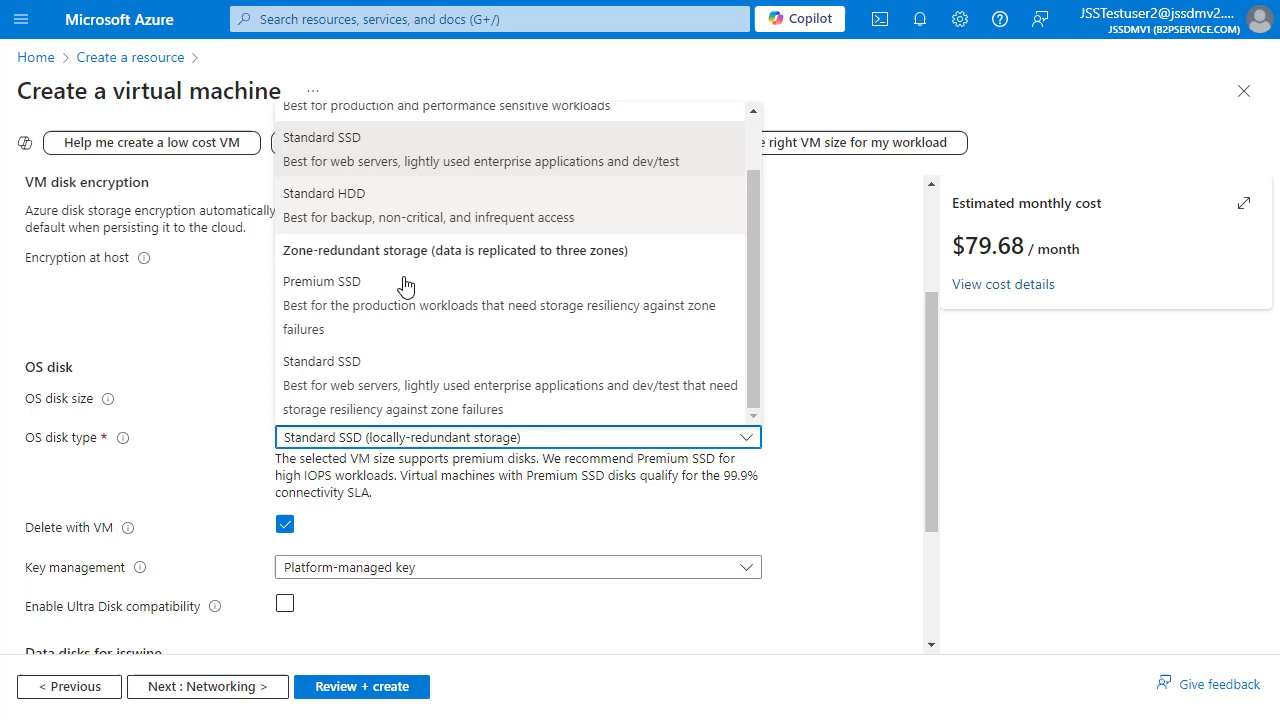 Microsoft Azure
Search resources, services, and docs (G+/)
Copilot
JSSTestuser2@jssdmv2....
JSSDMV1 (B2PSERVICE.COM)
Home > Create a resource >
Create a virtual machine ...
Help me create a low cost VM
right VM size for my workload
Best for production and performance sensitive workloads
Standard SSD
Best for web servers, lightly used enterprise applications and dev/test
Standard HDD
Best for backup, non-critical, and infrequent access
Zone-redundant storage (data is replicated to three zones)
Premium SSD
Best for the production workloads that need storage resiliency against zone
failures
Standard SSD
Best for web servers, lightly used enterprise applications and dev/test that need
storage resiliency against zone failures
VM disk encryption
Azure disk storage encryption automatically
default when persisting it to the cloud.
Encryption at host
OS disk
OS disk size
OS disk type *
Standard SSD (locally-redundant storage)
The selected VM size supports premium disks. We recommend Premium SSD for
high IOPS workloads. Virtual machines with Premium SSD disks qualify for the 99.9%
connectivity SLA.
Delete with VM
Key management
Platform-managed key
Enable Ultra Disk compatibility
Data disks for
Estimated monthly cost
$79.68 / month
View cost details
< Previous
Next : Networking >
Review + create
Give feedback